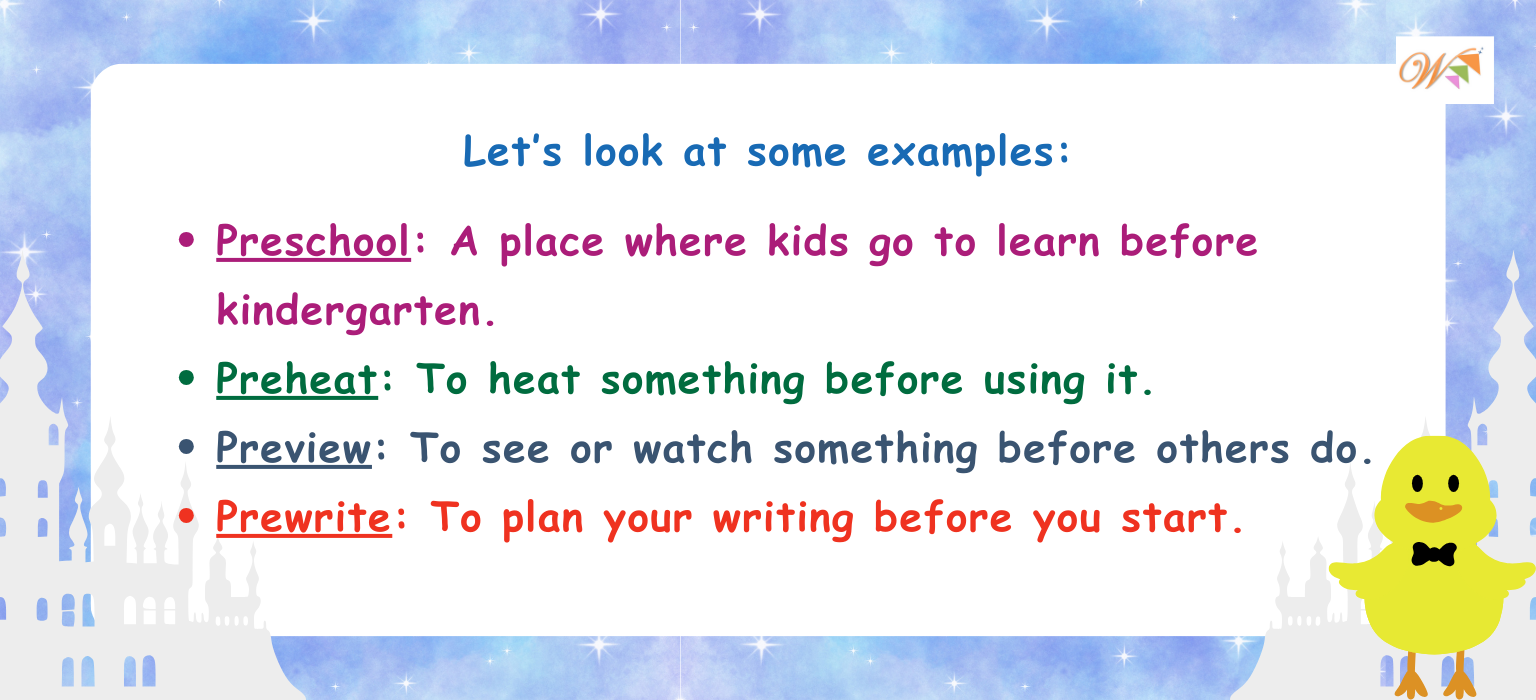 W
Let's look at some examples:
• Preschool: A place where kids go to learn before
kindergarten.
• Preheat: To heat something before using it.
• Preview: To see or watch something before others do.
• Prewrite: To plan your writing before you start.